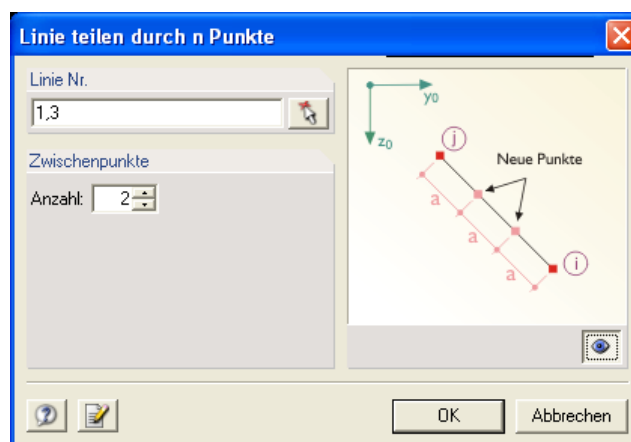 Linie teilen durch n Punkte
Linie Nr.
1,3
Zwischenpunkte
Anzahl: 2
y0
z0
j
Neue Punkte
a
a
a
i
OK
Abbrechen